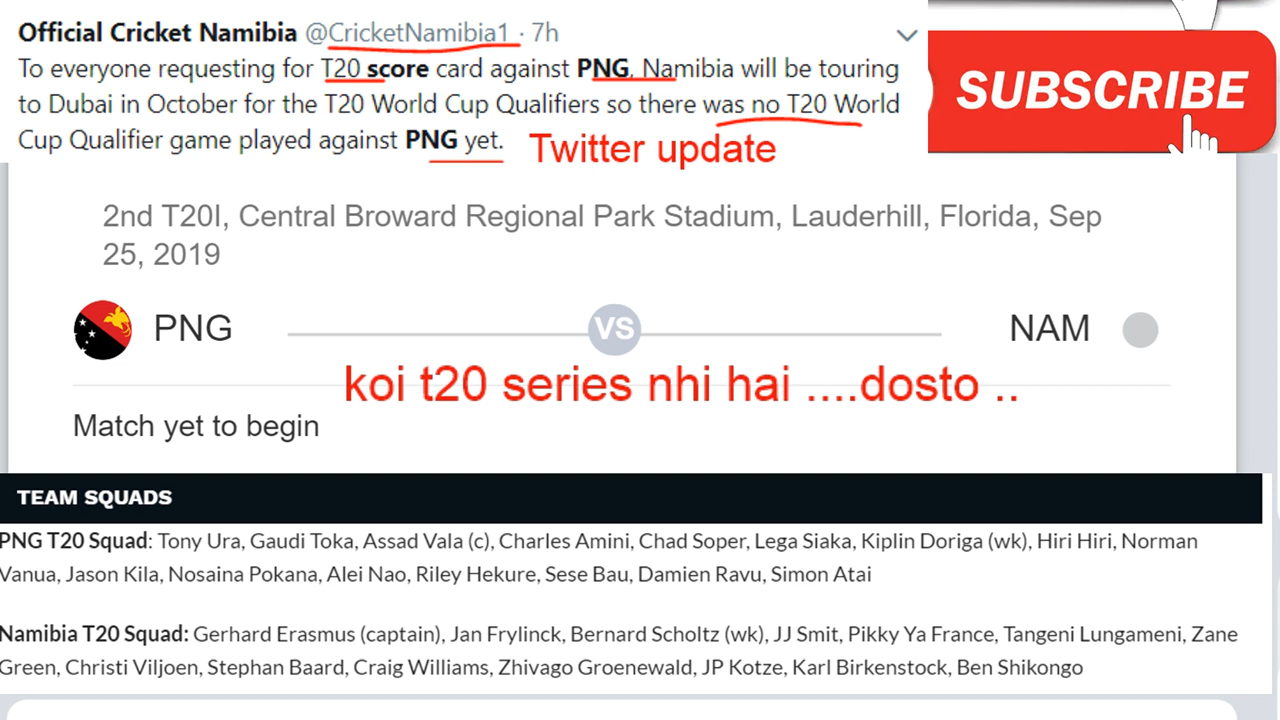 Official Cricket Namibia @CricketNamibia1 · 7h
To everyone requesting for T20 score card against PNG, Namibia will be touring
to Dubai in October for the T20 World Cup Qualifiers so there was no T20 World
Cup Qualifier game played against PNG yet.
Twitter update
SUBSCRIBE
2nd T20I, Central Broward Regional Park Stadium, Lauderhill, Florida, Sep
25, 2019
PNG VS NAM
koi t20 series nhi hai ....dosto ..
Match yet to begin
TEAM SQUADS
PNG T20 Squad: Tony Ura, Gaudi Toka, Assad Vala (c), Charles Amini, Chad Soper, Lega Siaka, Kiplin Doriga (wk), Hiri Hiri, Norman
Vanua, Jason Kila, Nosaina Pokana, Alei Nao, Riley Hekure, Sese Bau, Damien Ravu, Simon Atai
Namibia T20 Squad: Gerhard Erasmus (captain), Jan Frylinck, Bernard Scholtz (wk), JJ Smit, Pikky Ya France, Tangeni Lungameni, Zane
Green, Christi Viljoen, Stephan Baard, Craig Williams, Zhivago Groenewald, JP Kotze, Karl Birkenstock, Ben Shikongo